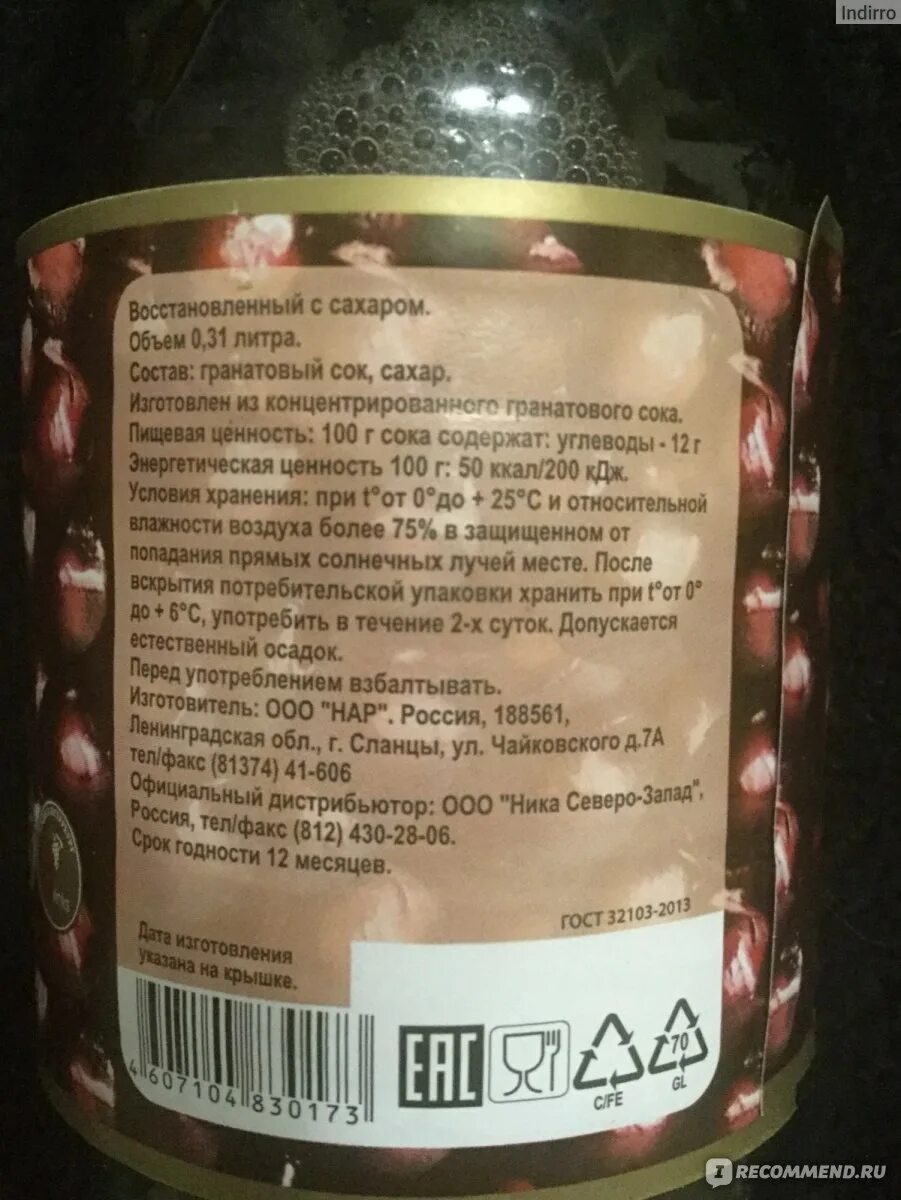 Indirro
Восстановленный с сахаром.
Объем 0,31 литра.
Состав: гранатовый сок, сахар.
Изготовлен из концентрированного гранатового сока.
Пищевая ценность: 100 г сока содержат: углеводы - 12 г
Энергетическая ценность 100 г: 50 ккал/200 кДж.
Условия хранения: при t° от 0° до + 25°С и относительной
влажности воздуха более 75% в защищенном от
попадания прямых солнечных лучей месте. После
вскрытия потребительской упаковки хранить при t° от 0°
до + 6°С, употребить в течение 2-х суток. Допускается
естественный осадок.
Перед употреблением взбалтывать.
Изготовитель: ООО "НАР". Россия, 188561,
Ленинградская обл., г. Сланцы, ул. Чайковского д.7А
тел/факс (81374) 41-606
Официальный дистрибьютор: ООО "Ника Северо-Запад",
Россия, тел/факс (812) 430-28-06.
Срок годности 12 месяцев.
ГОСТ 32103-2013
Дата изготовления
указана на крышке.
4607104830173
EAC
C/FE
70
GL
IRECOMMEND.RU